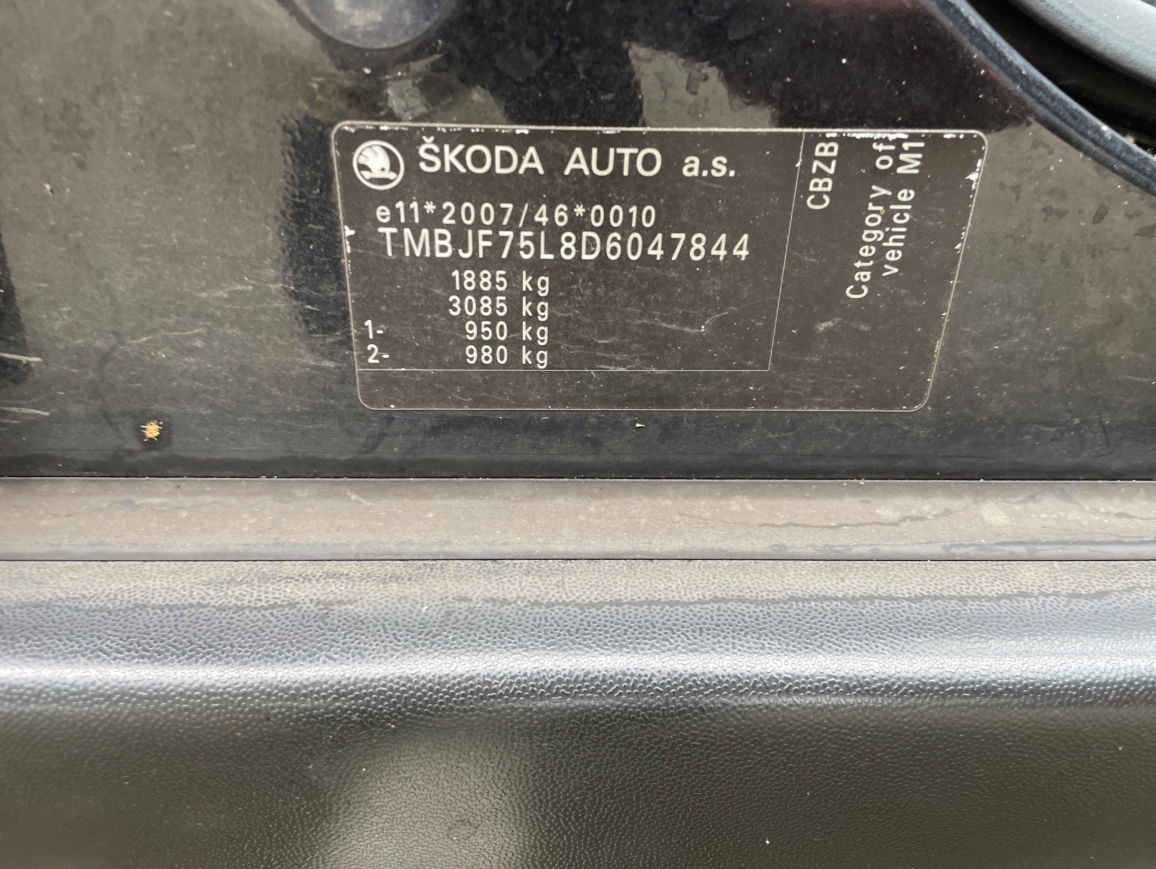 ŠKODA AUTO a.s.
e11*2007/46*0010
TMBJF75L8D6047844
1885 kg
3085 kg
1- 950 kg
2- 980 kg
CBZB
Category of
vehicle M1